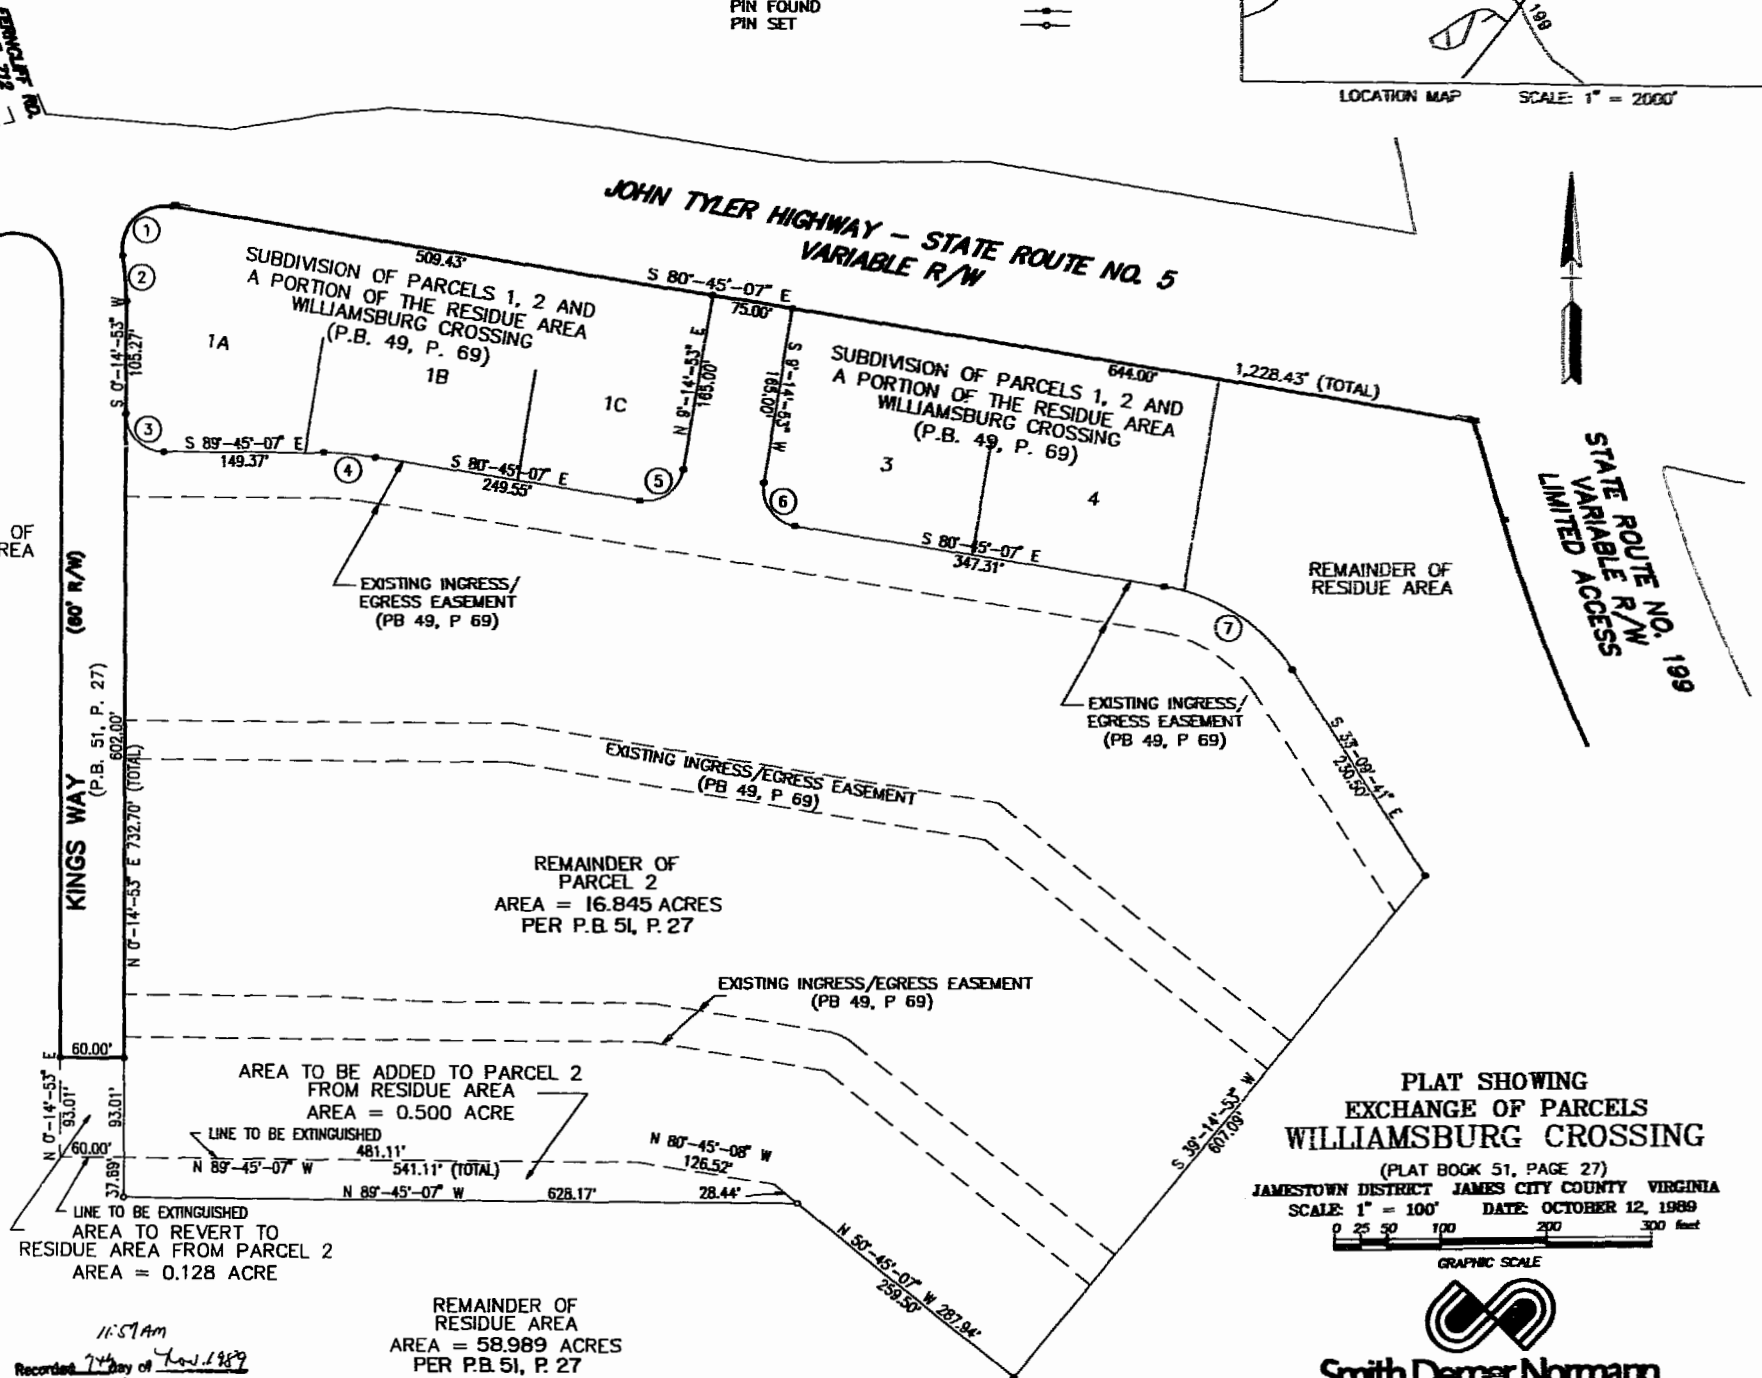 PIN FOUND
PIN SET
FERNCLIFF RD.
199
LOCATION MAP SCALE: 1" = 2000'
JOHN TYLER HIGHWAY – STATE ROUTE NO. 5
VARIABLE R/W
1
2
509.43'
S 80°-45'-07" E
75.00'
644.00'
1,228.43' (TOTAL)
SUBDIVISION OF PARCELS 1, 2 AND
A PORTION OF THE RESIDUE AREA
WILLIAMSBURG CROSSING
(P.B. 49, P. 69)
1A
1B
1C
S 0°-14'-53" W
105.27'
N 9°-14'-53" E
165.00'
S 9°-14'-53" W
165.00'
SUBDIVISION OF PARCELS 1, 2 AND
A PORTION OF THE RESIDUE AREA
WILLIAMSBURG CROSSING
(P.B. 49, P. 69)
3
4
3
S 89°-45'-07" E
149.37'
4
S 80°-45'-07" E
249.55'
5
6
S 80°-45'-07" E
347.31'
7
STATE ROUTE NO. 199
VARIABLE R/W
LIMITED ACCESS
REMAINDER OF
RESIDUE AREA
OF
REA
EXISTING INGRESS/
EGRESS EASEMENT
(PB 49, P 69)
EXISTING INGRESS/
EGRESS EASEMENT
(PB 49, P 69)
S 33°-09'-41" E
230.50'
KINGS WAY (60' R/W)
(P.B. 51, P. 27)
602.00'
N 0°-14'-53" E 732.70' (TOTAL)
EXISTING INGRESS/EGRESS EASEMENT
(PB 49, P 69)
REMAINDER OF
PARCEL 2
AREA = 16.845 ACRES
PER P.B. 51, P. 27
EXISTING INGRESS/EGRESS EASEMENT
(PB 49, P 69)
60.00'
N 0°-14'-53" E
93.01'
93.01'
AREA TO BE ADDED TO PARCEL 2
FROM RESIDUE AREA
AREA = 0.500 ACRE
LINE TO BE EXTINGUISHED
60.00'
481.11'
N 89°-45'-07" W 541.11' (TOTAL)
N 80°-45'-08" W
126.52'
37.69'
N 89°-45'-07" W 628.17'
28.44'
LINE TO BE EXTINGUISHED
AREA TO REVERT TO
RESIDUE AREA FROM PARCEL 2
AREA = 0.128 ACRE
S 39°-14'-53" W
607.09'
N 50°-45'-07" W 287.94'
259.50'
REMAINDER OF
RESIDUE AREA
AREA = 58.989 ACRES
PER P.B. 51, P. 27
11:57 AM
Recorded 7th day of Nov. 1989
PLAT SHOWING
EXCHANGE OF PARCELS
WILLIAMSBURG CROSSING
(PLAT BOOK 51, PAGE 27)
JAMESTOWN DISTRICT JAMES CITY COUNTY VIRGINIA
SCALE: 1" = 100' DATE: OCTOBER 12, 1989
0 25 50 100 200 300 feet
GRAPHIC SCALE
Smith Demer Normann